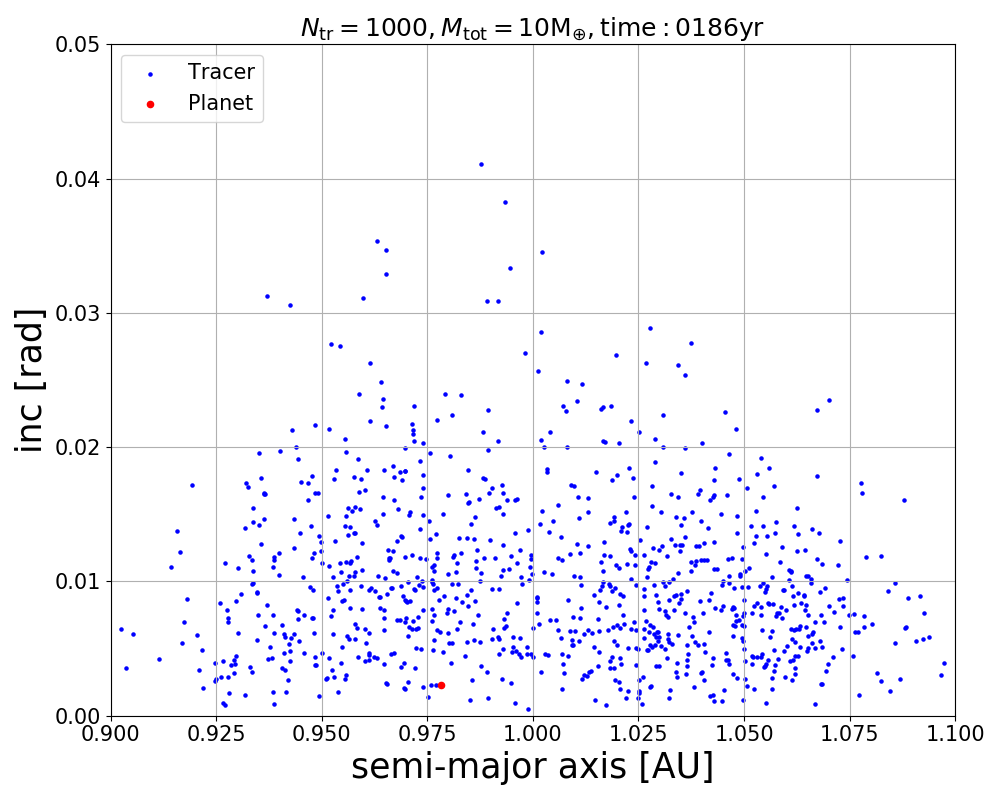 N_tr = 1000, M_tot = 10M_⊕, time : 0186yr
0.05
Tracer
Planet
0.04
0.03
0.02
0.01
0.00
inc [rad]
0.900 0.925 0.950 0.975 1.000 1.025 1.050 1.075 1.100
semi-major axis [AU]